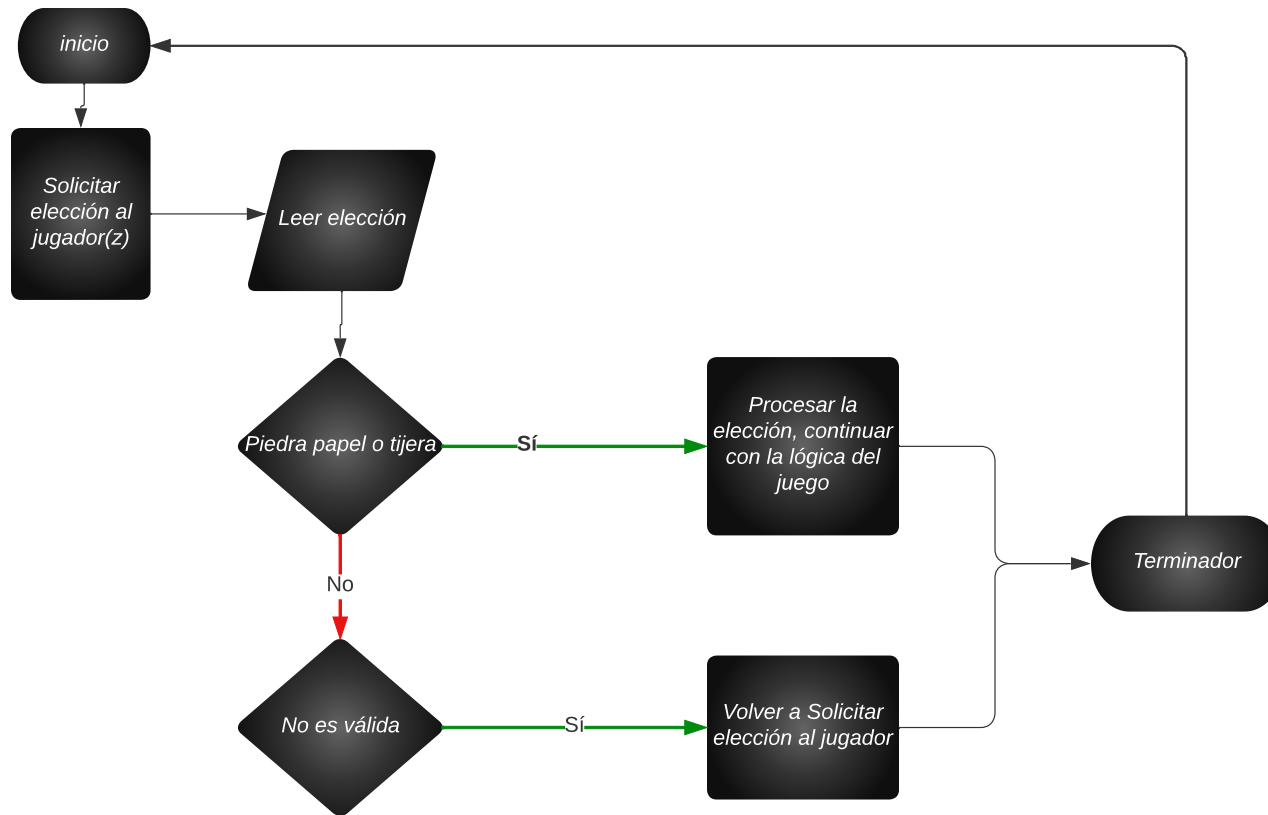 inicio
Solicitar
elección al
jugador(z)
Leer elección
Piedra papel o tijera
Sí
Procesar la
elección, continuar
con la lógica del
juego
Terminador
No
No es válida
Sí
Volver a Solicitar
elección al jugador